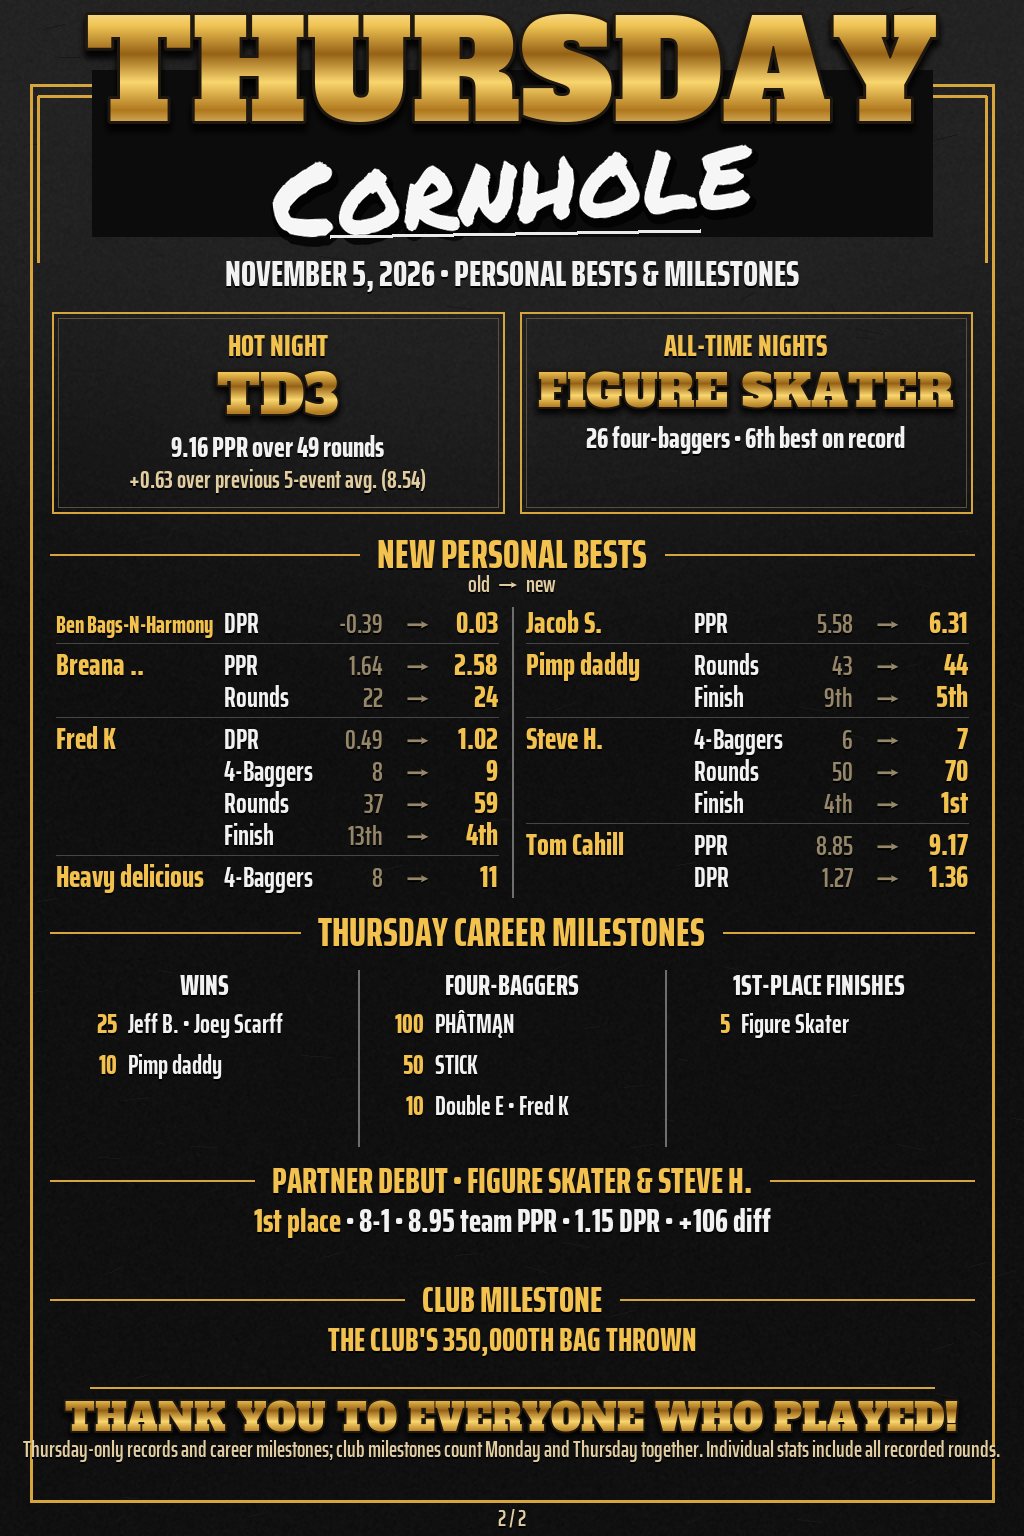 THURSDAY
CORNHOLE
NOVEMBER 5, 2026 • PERSONAL BESTS & MILESTONES
HOT NIGHT
TD3
9.16 PPR over 49 rounds
+0.63 over previous 5-event avg. (8.54)
ALL-TIME NIGHTS
FIGURE SKATER
26 four-baggers • 6th best on record
NEW PERSONAL BESTS
old → new
Ben Bags-N-Harmony DPR -0.39 → 0.03
Breana .. PPR 1.64 → 2.58
Rounds 22 → 24
Fred K DPR 0.49 → 1.02
4-Baggers 8 → 9
Rounds 37 → 59
Finish 13th → 4th
Heavy delicious 4-Baggers 8 → 11
Jacob S. PPR 5.58 → 6.31
Pimp daddy Rounds 43 → 44
Finish 9th → 5th
Steve H. 4-Baggers 6 → 7
Rounds 50 → 70
Finish 4th → 1st
Tom Cahill PPR 8.85 → 9.17
DPR 1.27 → 1.36
THURSDAY CAREER MILESTONES
WINS
25 Jeff B. • Joey Scarff
10 Pimp daddy
FOUR-BAGGERS
100 PHÂTMĄN
50 STICK
10 Double E • Fred K
1ST-PLACE FINISHES
5 Figure Skater
PARTNER DEBUT • FIGURE SKATER & STEVE H.
1st place • 8-1 • 8.95 team PPR • 1.15 DPR • +106 diff
CLUB MILESTONE
THE CLUB'S 350,000TH BAG THROWN
THANK YOU TO EVERYONE WHO PLAYED!
Thursday-only records and career milestones; club milestones count Monday and Thursday together. Individual stats include all recorded rounds.
2 / 2